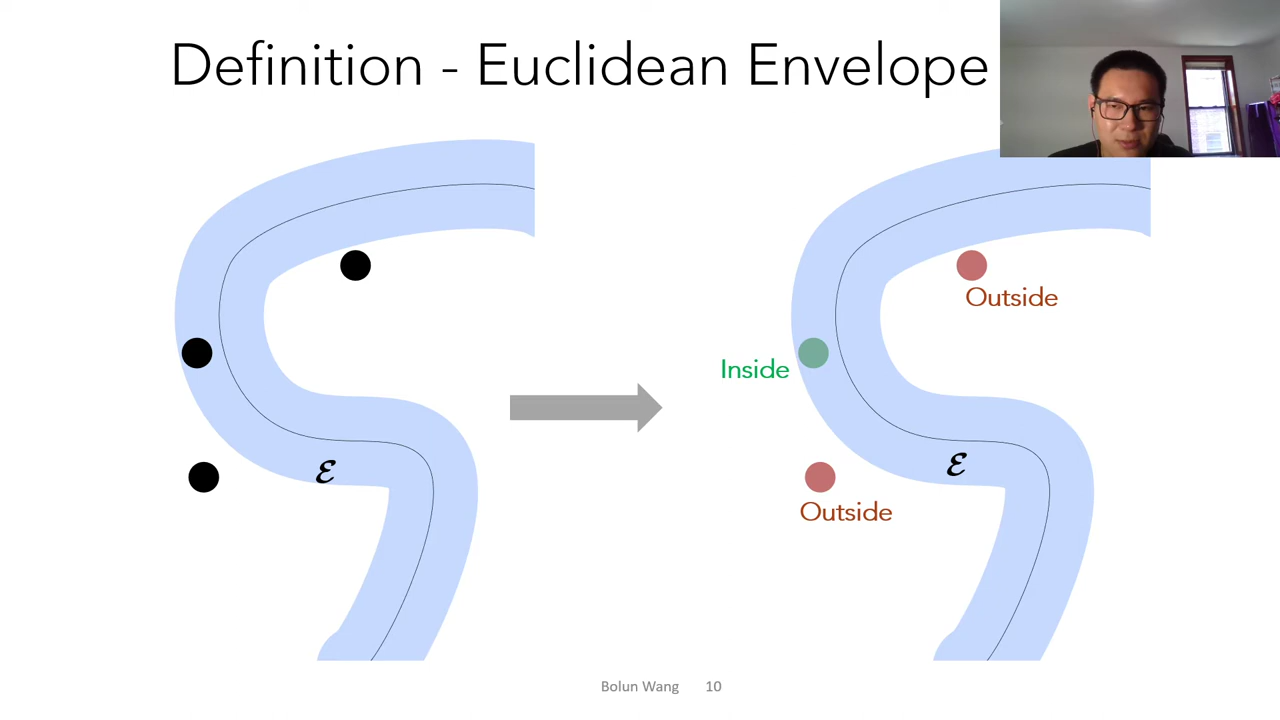 Definition - Euclidean Envelope
Outside
Inside
ℰ
ℰ
Outside
Bolun Wang 10